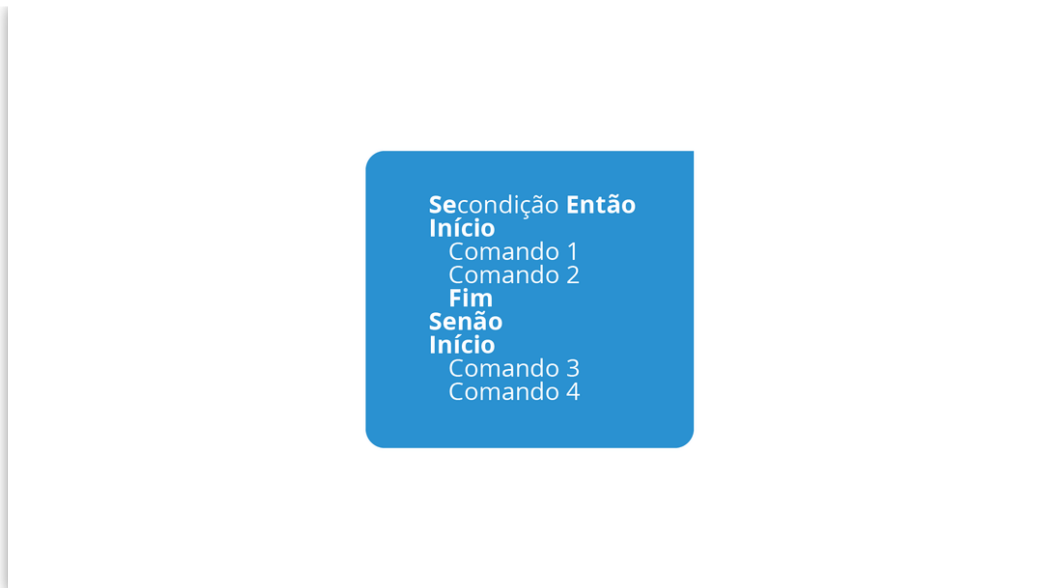 Secondição Então
Início
Comando 1
Comando 2
Fim
Senão
Início
Comando 3
Comando 4